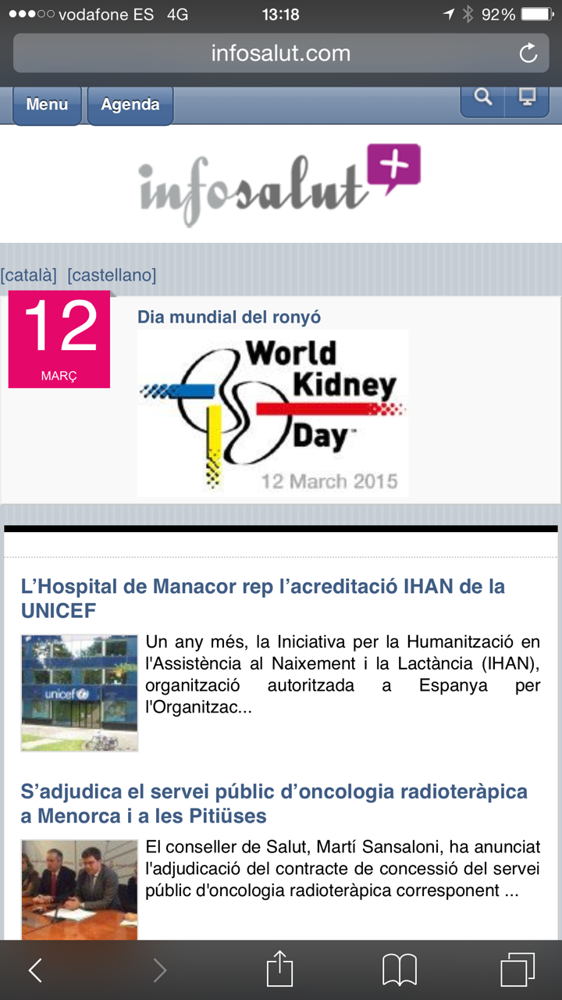 vodafone ES 4G 13:18 92%
infosalut.com
Menu Agenda
infosalut+
[català] [castellano]
12
MARÇ
Dia mundial del ronyó
World
Kidney
Day™
12 March 2015
L’Hospital de Manacor rep l’acreditació IHAN de la
UNICEF
unicef
Un any més, la Iniciativa per la Humanització en
l'Assistència al Naixement i la Lactància (IHAN),
organització autoritzada a Espanya per
l'Organitzac...
S’adjudica el servei públic d’oncologia radioteràpica
a Menorca i a les Pitiüses
El conseller de Salut, Martí Sansaloni, ha anunciat
l'adjudicació del contracte de concessió del servei
públic d'oncologia radioteràpica corresponent ...